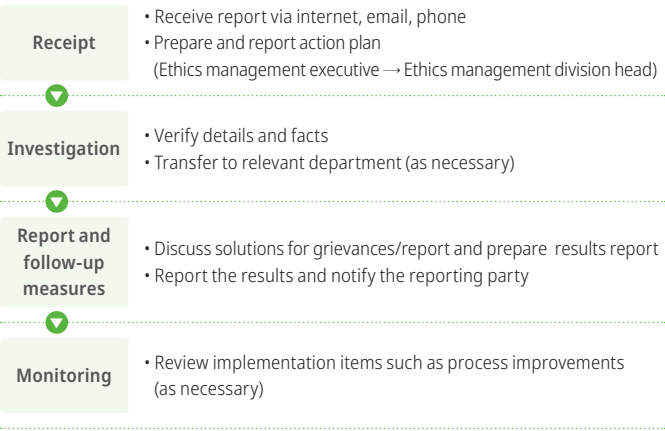 Receipt
• Receive report via internet, email, phone
• Prepare and report action plan
(Ethics management executive → Ethics management division head)
Investigation
• Verify details and facts
• Transfer to relevant department (as necessary)
Report and
follow-up
measures
• Discuss solutions for grievances/report and prepare results report
• Report the results and notify the reporting party
Monitoring
• Review implementation items such as process improvements
(as necessary)